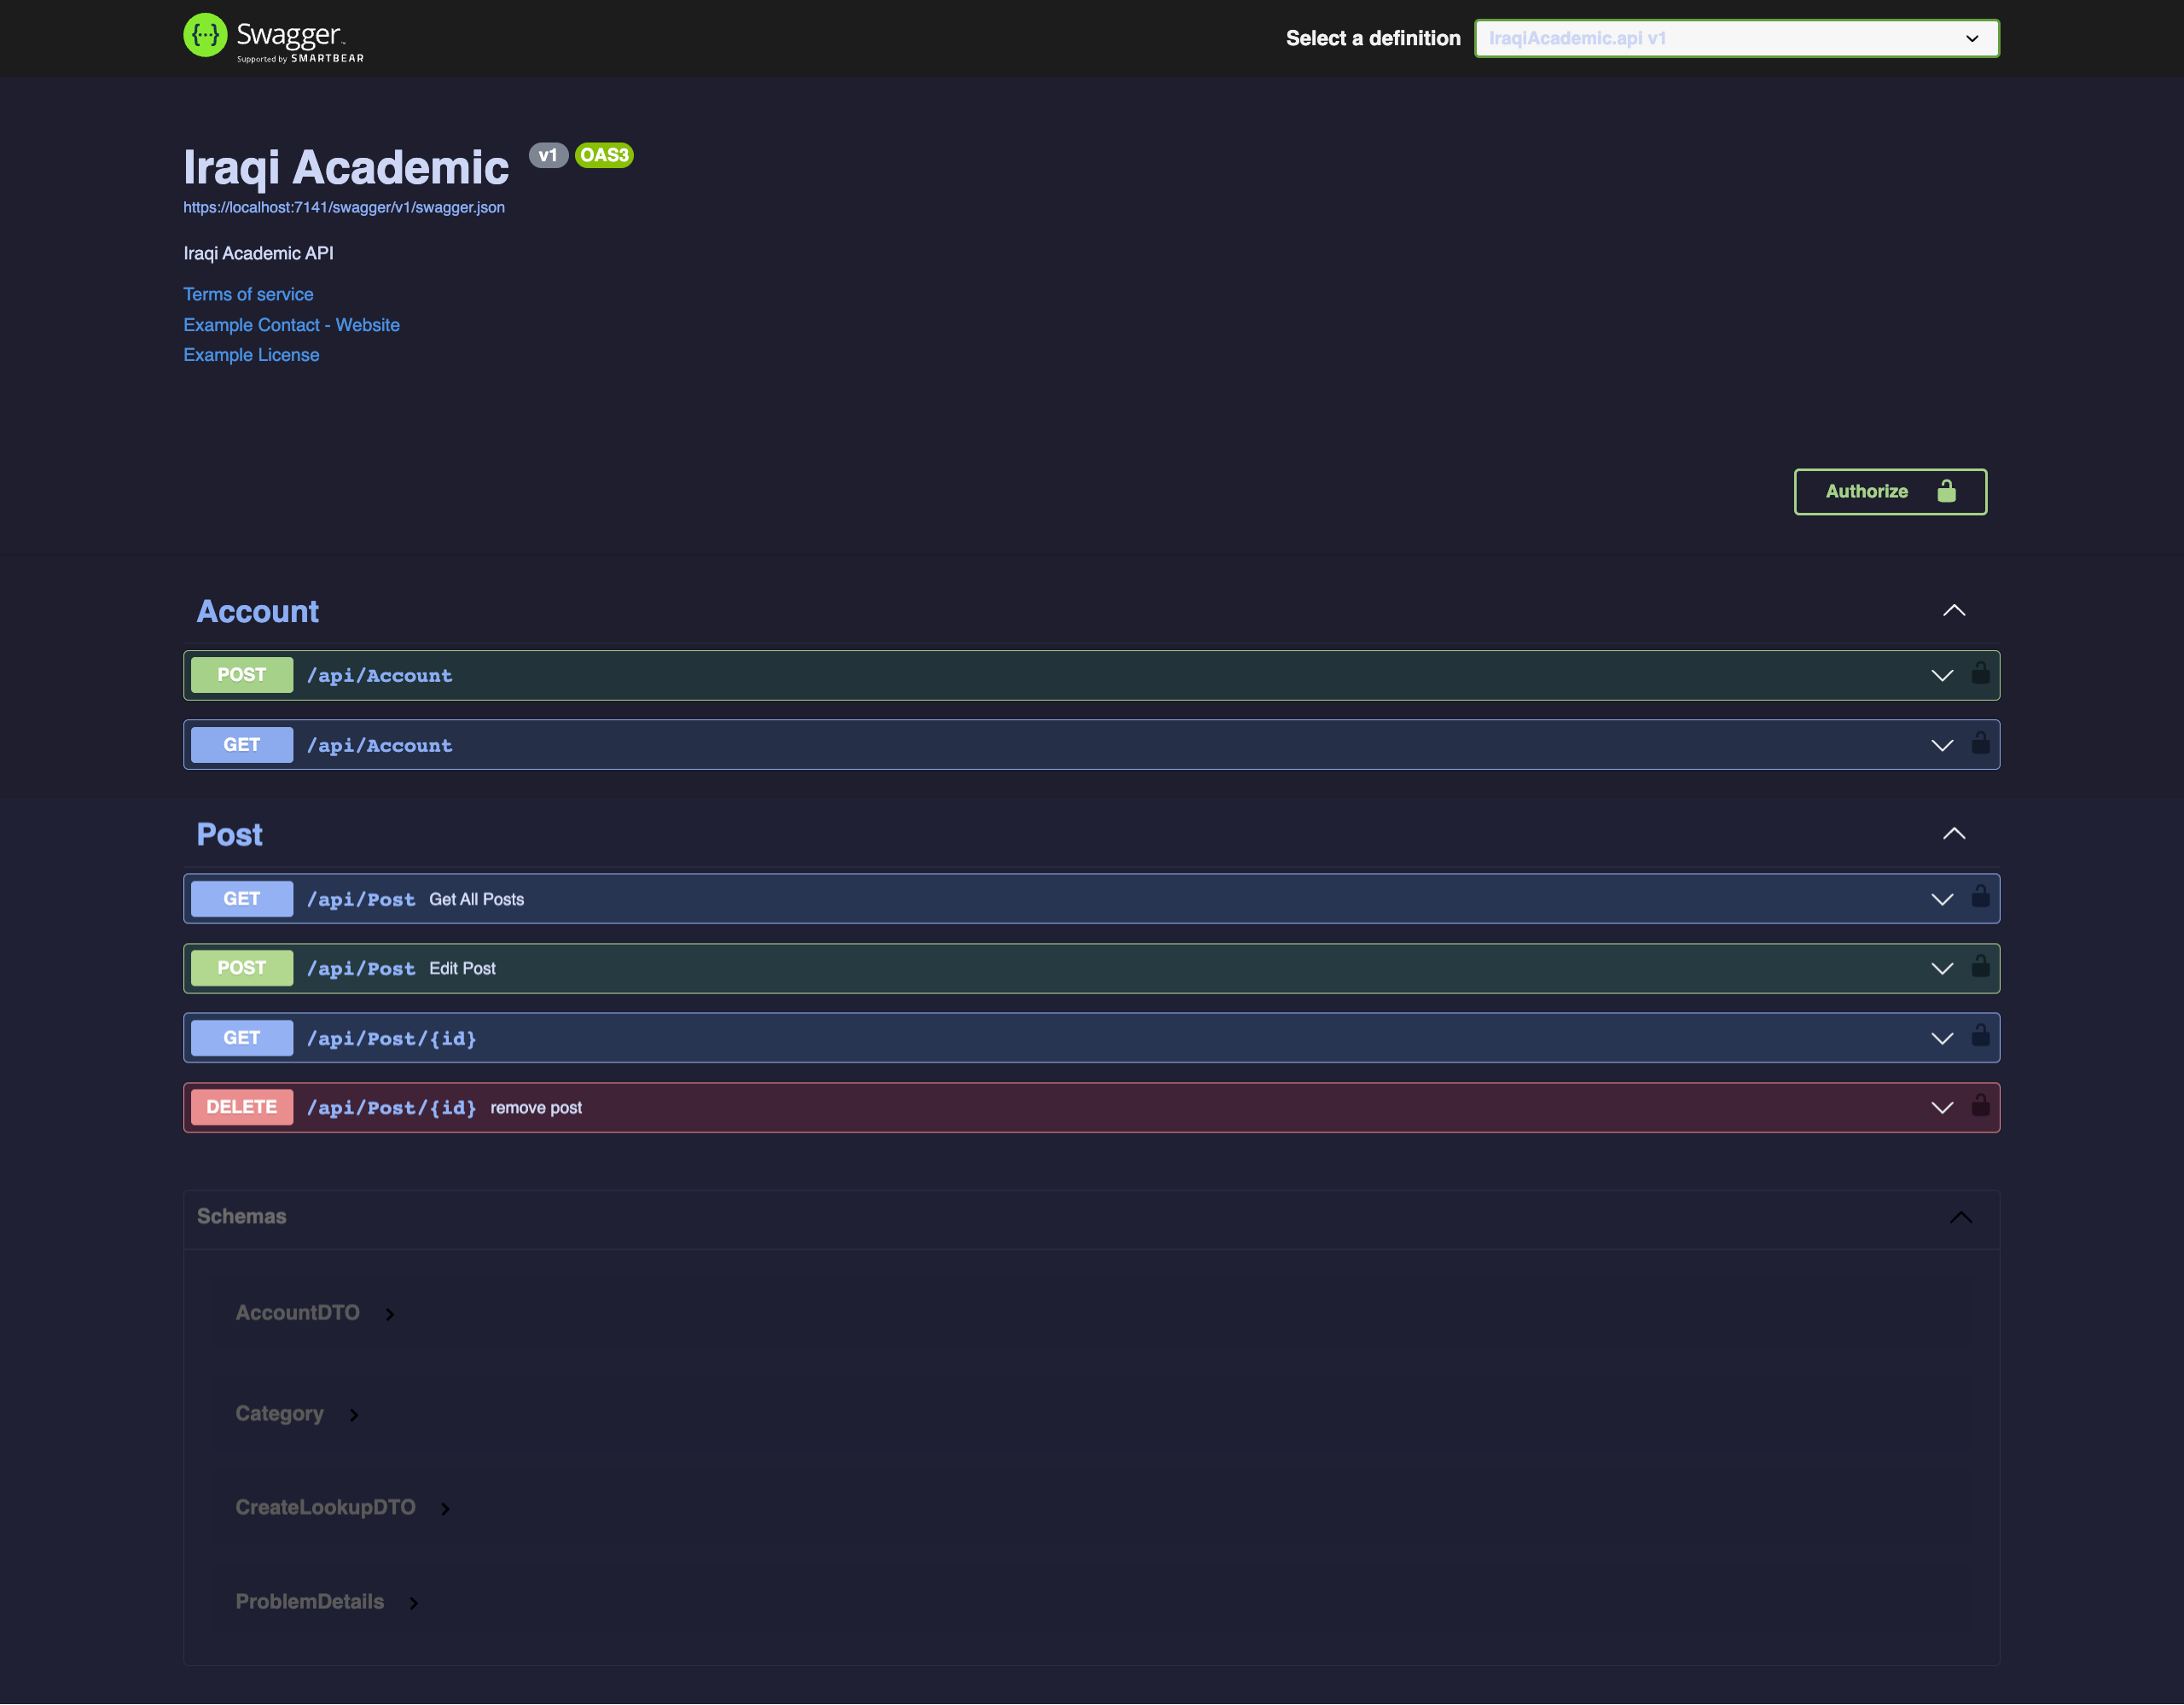 Swagger™
Supported by SMARTBEAR
Select a definition
IraqiAcademic.api v1
Iraqi Academic v1 OAS3
https://localhost:7141/swagger/v1/swagger.json
Iraqi Academic API
Terms of service
Example Contact - Website
Example License
Authorize
Account
POST /api/Account
GET /api/Account
Post
GET /api/Post Get All Posts
POST /api/Post Edit Post
GET /api/Post/{id}
DELETE /api/Post/{id} remove post
Schemas
AccountDTO
Category
CreateLookupDTO
ProblemDetails